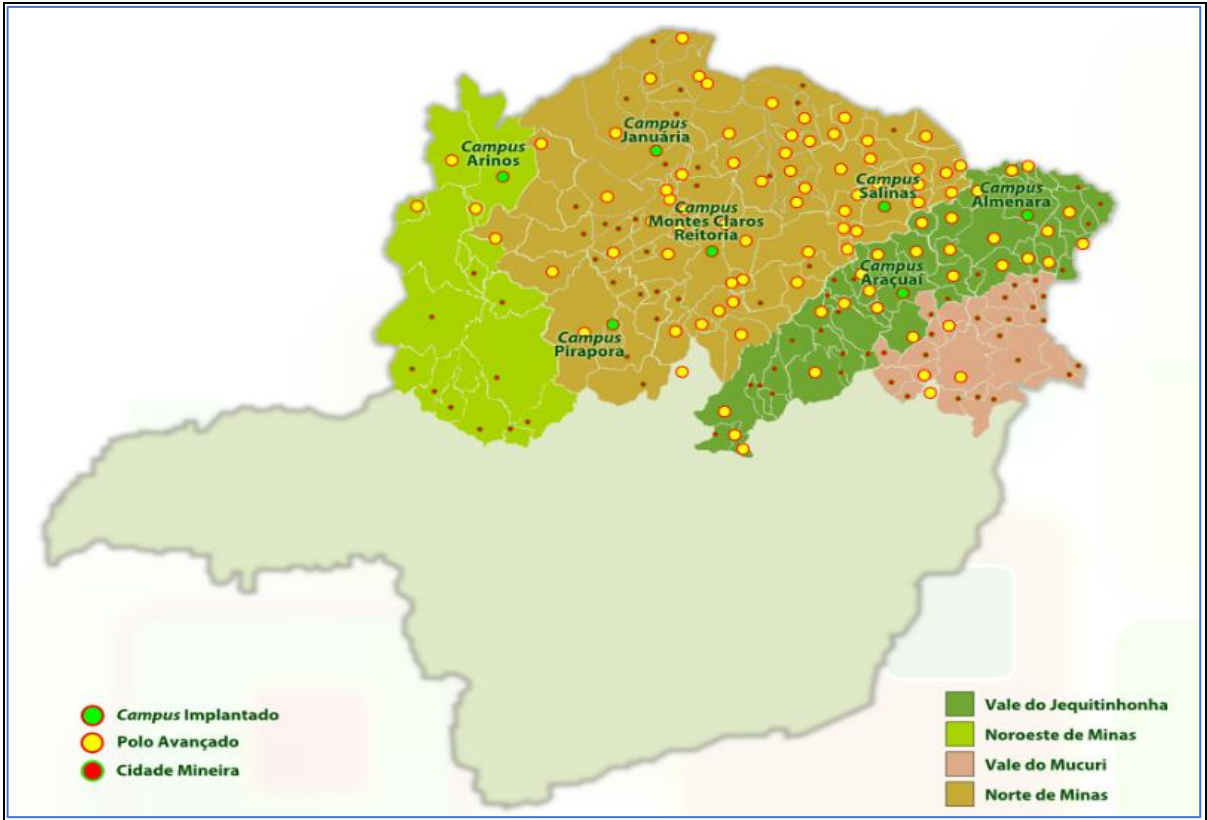 Campus
Januária
Campus
Arinos
Campus
Salinas
Campus
Almenara
Campus
Montes Claros
Reitoria
Campus
Araçuaí
Campus
Pirapora
Campus Implantado
Polo Avançado
Cidade Mineira
Vale do Jequitinhonha
Noroeste de Minas
Vale do Mucuri
Norte de Minas